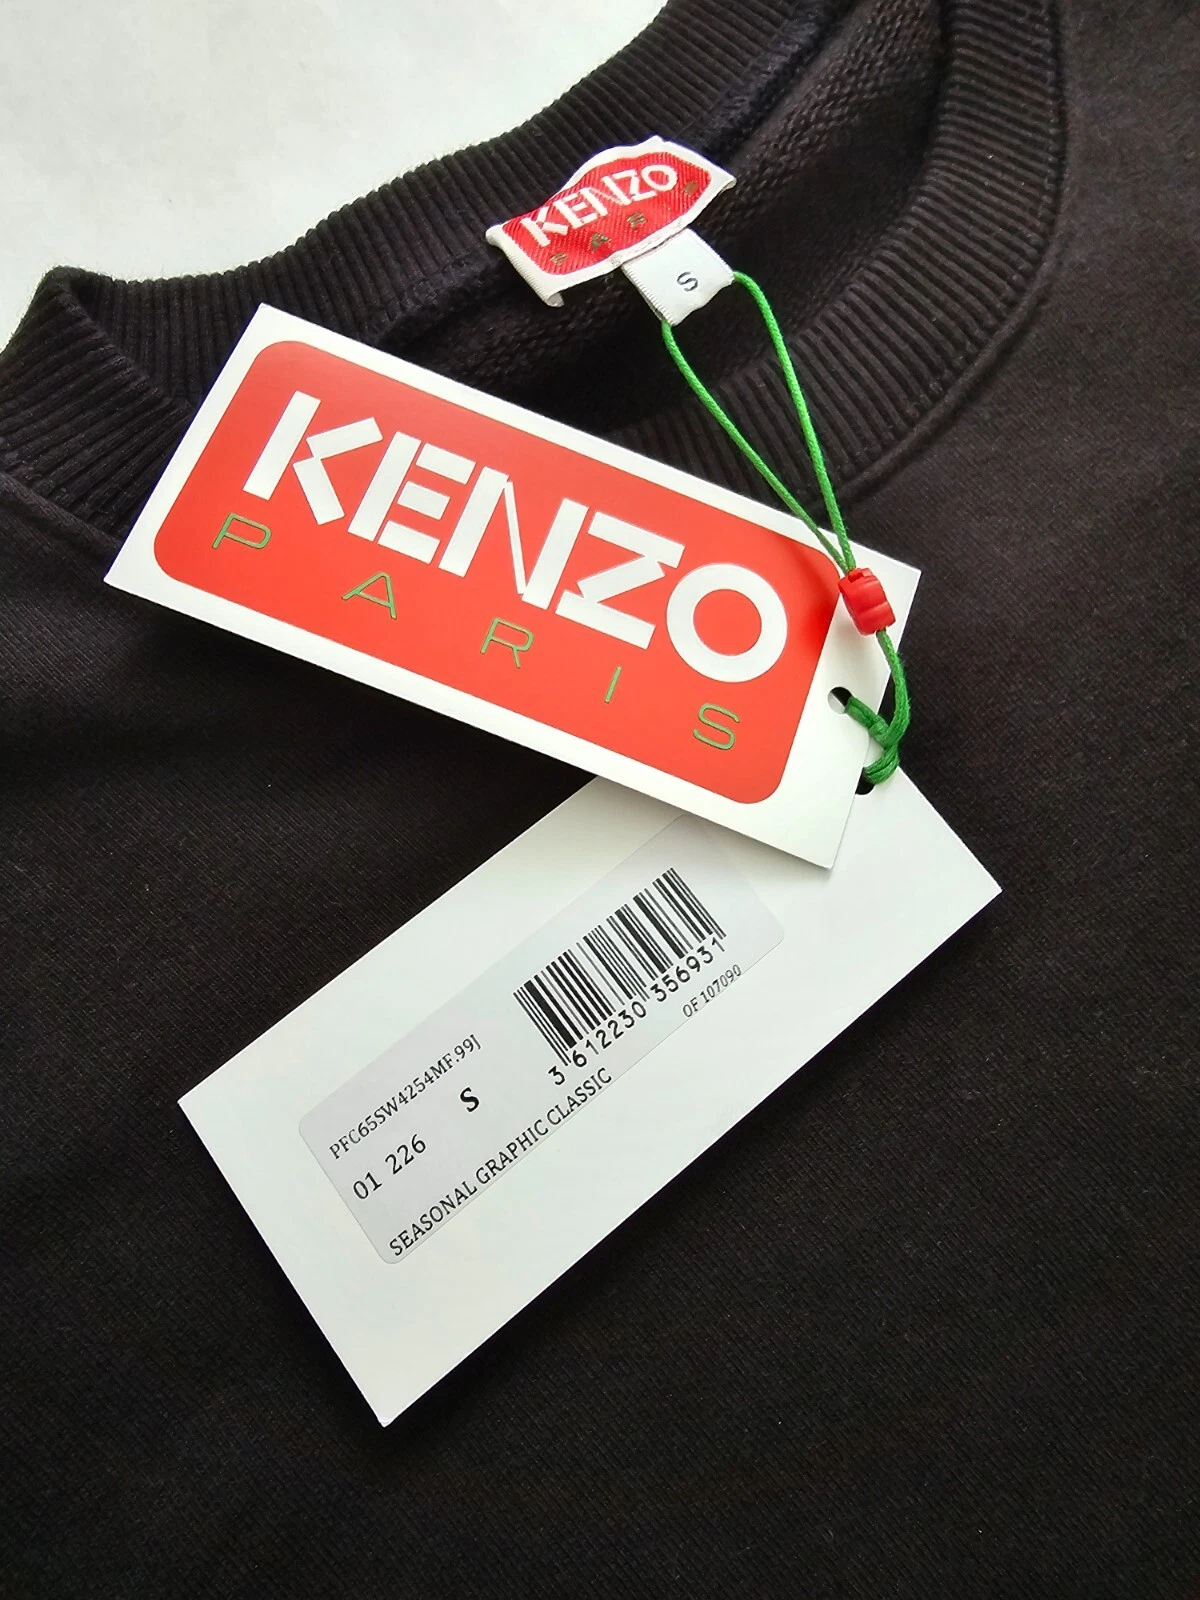 KENZO
PARIS
S
KENZO
PARIS
3 612230 356931
OF 107090
PFC65SW4254MF.99J
01 226 S
SEASONAL GRAPHIC CLASSIC